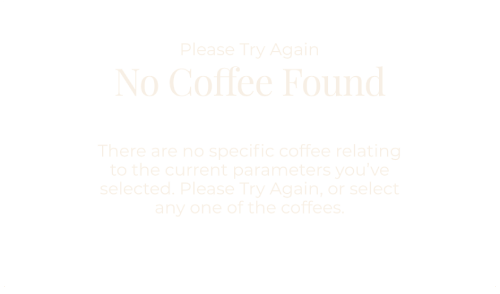 Please Try Again
No Coffee Found
There are no specific coffee relating
to the current parameters you've
selected. Please Try Again, or select
any one of the coffees.